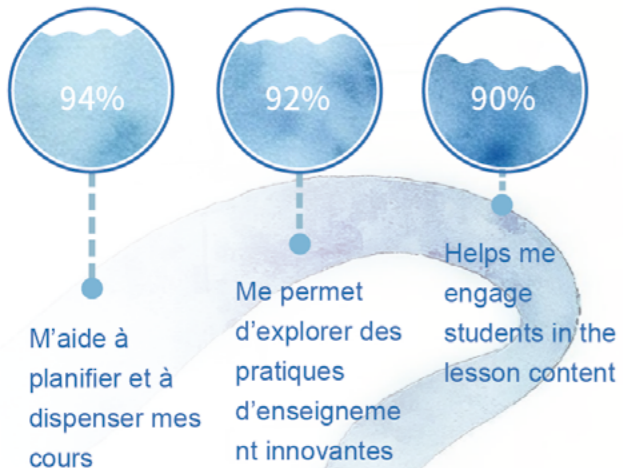 94%
92%
90%
M'aide à
planifier et à
dispenser mes
cours
Me permet
d'explorer des
pratiques
d'enseigneme
nt innovantes
Helps me
engage
students in the
lesson content